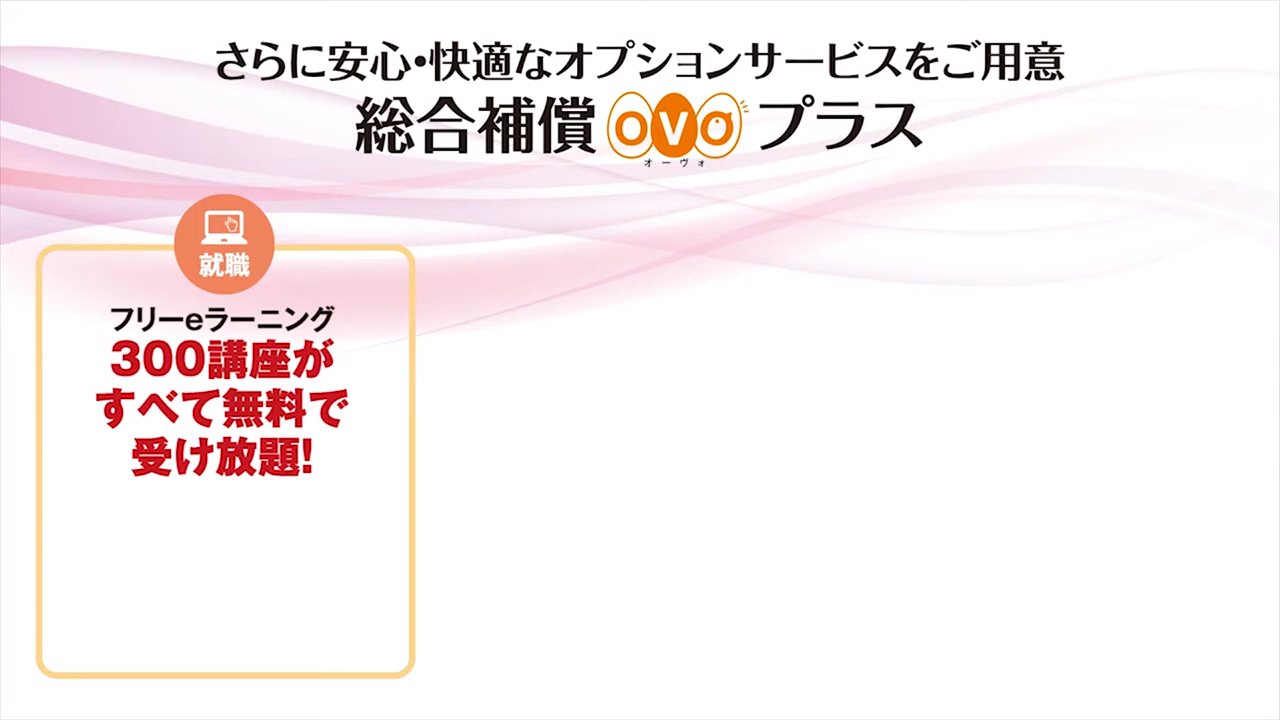 さらに安心・快適なオプションサービスをご用意
総合補償 OVO プラス
オーヴォ
就職
フリーeラーニング
300講座が
すべて無料で
受け放題!